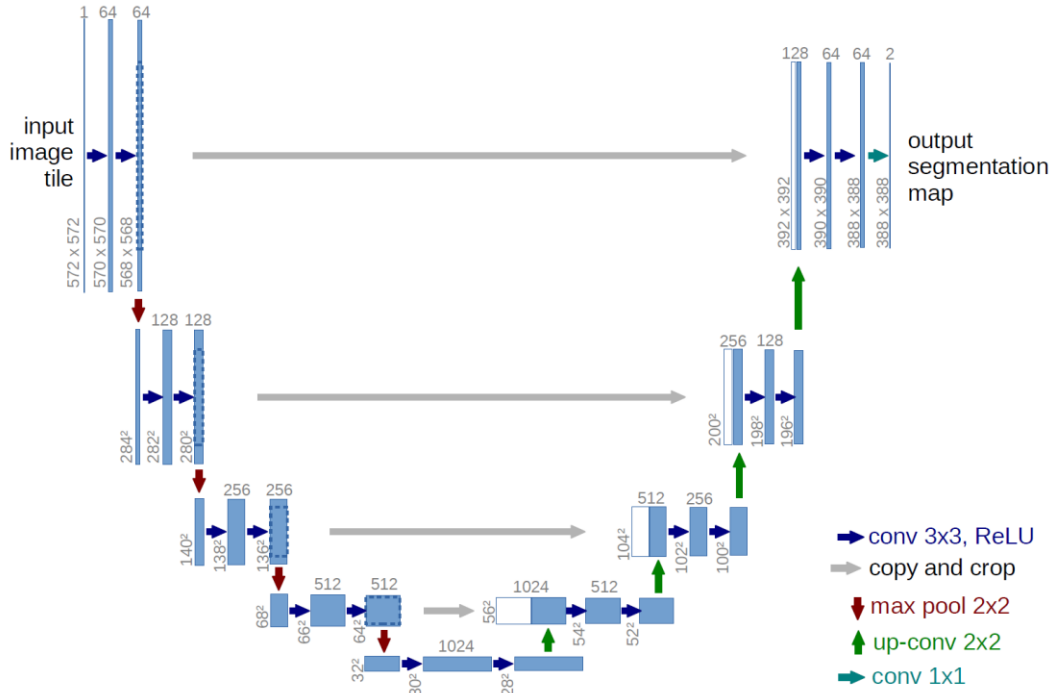 1 64 64
input
image
tile
572 x 572
570 x 570
568 x 568
128 64 64 2
output
segmentation
map
392 x 392
390 x 390
388 x 388
388 x 388
128 128
284²
282²
280²
256 128
200²
198²
196²
256 256
140²
138²
136²
512 256
104²
102²
100²
512 512
68²
66²
64²
1024 512
56²
54²
52²
1024
32²
30²
28²
conv 3x3, ReLU
copy and crop
max pool 2x2
up-conv 2x2
conv 1x1